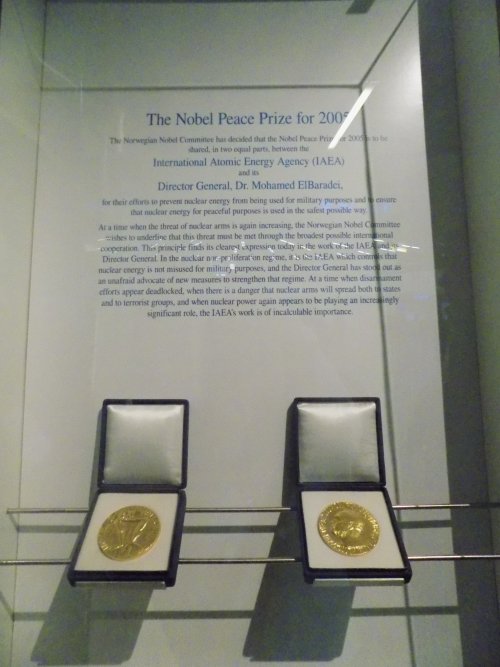 The Nobel Peace Prize for 2005
The Norwegian Nobel Committee has decided that the Nobel Peace Prize for 2005 is to be
shared, in two equal parts, between the
International Atomic Energy Agency (IAEA)
and its
Director General, Dr. Mohamed ElBaradei,
for their efforts to prevent nuclear energy from being used for military purposes and to ensure
that nuclear energy for peaceful purposes is used in the safest possible way.
At a time when the threat of nuclear arms is again increasing, the Norwegian Nobel Committee
wishes to underline that this threat must be met through the broadest possible international
cooperation. This principle finds its clearest expression today in the work of the IAEA and its
Director General. In the nuclear non-proliferation regime, it is the IAEA which controls that
nuclear energy is not misused for military purposes, and the Director General has stood out as
an unafraid advocate of new measures to strengthen that regime. At a time when disarmament
efforts appear deadlocked, when there is a danger that nuclear arms will spread both to states
and to terrorist groups, and when nuclear power again appears to be playing an increasingly
significant role, the IAEA's work is of incalculable importance.